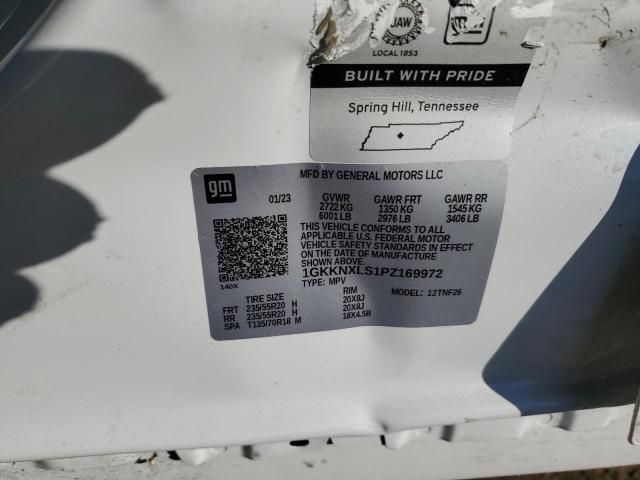 UAW
gm
LOCAL 1853
BUILT WITH PRIDE
Spring Hill, Tennessee
gm
MFD BY GENERAL MOTORS LLC
01/23 GVWR GAWR FRT GAWR RR
2722 KG 1350 KG 1545 KG
6001 LB 2976 LB 3406 LB
THIS VEHICLE CONFORMS TO ALL
APPLICABLE U.S. FEDERAL MOTOR
VEHICLE SAFETY STANDARDS IN EFFECT
ON THE DATE OF MANUFACTURE
SHOWN ABOVE.
1GKKNXLS1PZ169972
140X
TYPE: MPV MODEL: 12TNF26
TIRE SIZE RIM
FRT 235/55R20 H 20X8J
RR 235/55R20 H 20X8J
SPA T135/70R18 M 18X4.5B